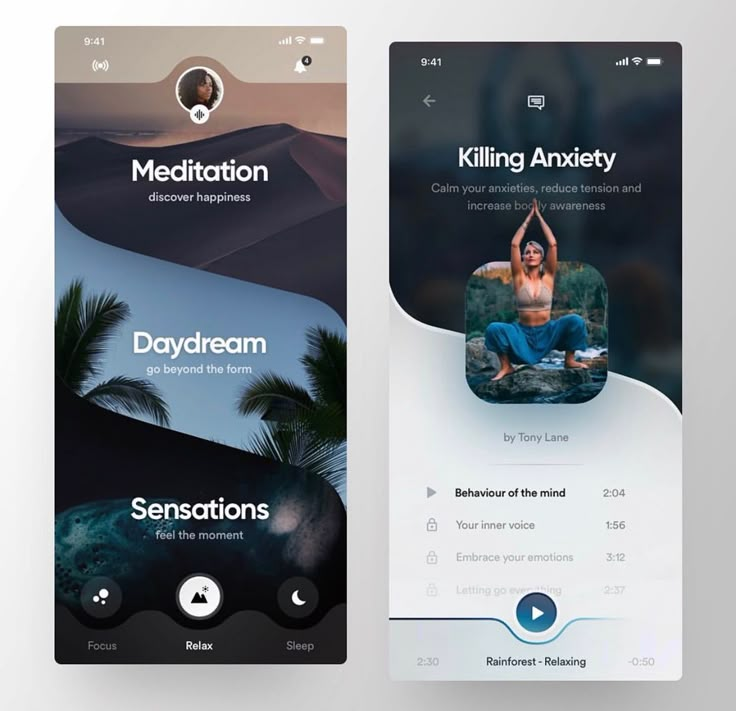 9:41
4
Meditation
discover happiness
Daydream
go beyond the form
Sensations
feel the moment
Focus
Relax
Sleep
9:41
Killing Anxiety
Calm your anxieties, reduce tension and
increase bodily awareness
by Tony Lane
Behaviour of the mind 2:04
Your inner voice 1:56
Embrace your emotions 3:12
Letting go everything 2:37
2:30 Rainforest - Relaxing -0:50